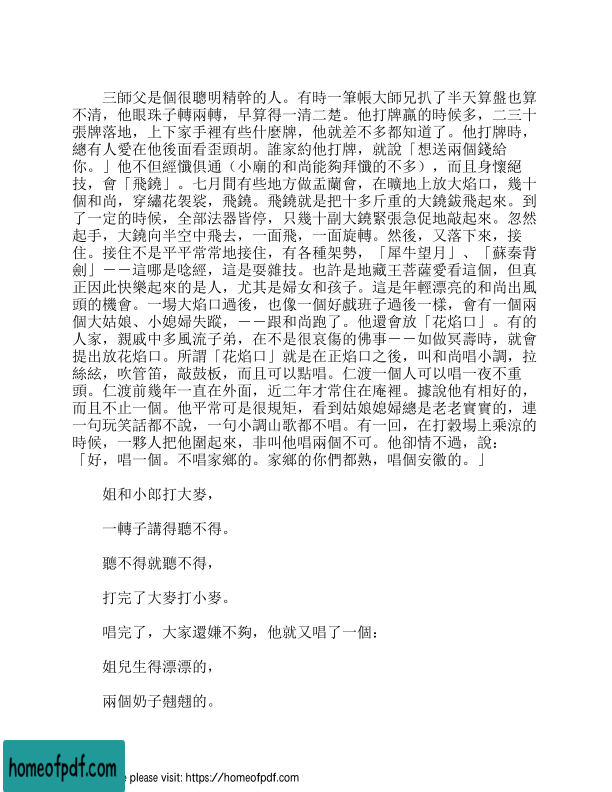 三師父是個很聰明精幹的人。有時一筆帳大師兄扒了半天算盤也算
不清，他眼珠子轉兩轉，早算得一清二楚。他打牌贏的時候多，二三十
張牌落地，上下家手裡有些什麼牌，他就差不多都知道了。他打牌時，
總有人愛在他後面看歪頭胡。誰家約他打牌，就說「想送兩個錢給
你。」他不但經懺俱通（小廟的和尚能夠拜懺的不多），而且身懷絕
技，會「飛鐃」。七月間有些地方做盂蘭會，在曠地上放大焰口，幾十
個和尚，穿繡花袈裟，飛鐃。飛鐃就是把十多斤重的大鐃鈸飛起來。到
了一定的時候，全部法器皆停，只幾十副大鐃緊張急促地敲起來。忽然
起手，大鐃向半空中飛去，一面飛，一面旋轉。然後，又落下來，接
住。接住不是平平常常地接住，有各種架勢，「犀牛望月」、「蘇秦背
劍」－－這哪是唸經，這是耍雜技。也許是地藏王菩薩愛看這個，但真
正因此快樂起來的是人，尤其是婦女和孩子。這是年輕漂亮的和尚出風
頭的機會。一場大焰口過後，也像一個好戲班子過後一樣，會有一個兩
個大姑娘、小媳婦失蹤，－－跟和尚跑了。他還會放「花焰口」。有的
人家，親戚中多風流子弟，在不是很哀傷的佛事－－如做冥壽時，就會
提出放花焰口。所謂「花焰口」就是在正焰口之後，叫和尚唱小調，拉
絲絃，吹管笛，敲鼓板，而且可以點唱。仁渡一個人可以唱一夜不重
頭。仁渡前幾年一直在外面，近二年才常住在庵裡。據說他有相好的，
而且不止一個。他平常可是很規矩，看到姑娘媳婦總是老老實實的，連
一句玩笑話都不說，一句小調山歌都不唱。有一回，在打穀場上乘涼的
時候，一夥人把他圍起來，非叫他唱兩個不可。他卻情不過，說：
「好，唱一個。不唱家鄉的。家鄉的你們都熟，唱個安徽的。」
姐和小郎打大麥，
一轉子講得聽不得。
聽不得就聽不得，
打完了大麥打小麥。
唱完了，大家還嫌不夠，他就又唱了一個：
姐兒生得漂漂的，
兩個奶子翹翹的。
homeofpdf.com
e please visit: https://homeofpdf.com